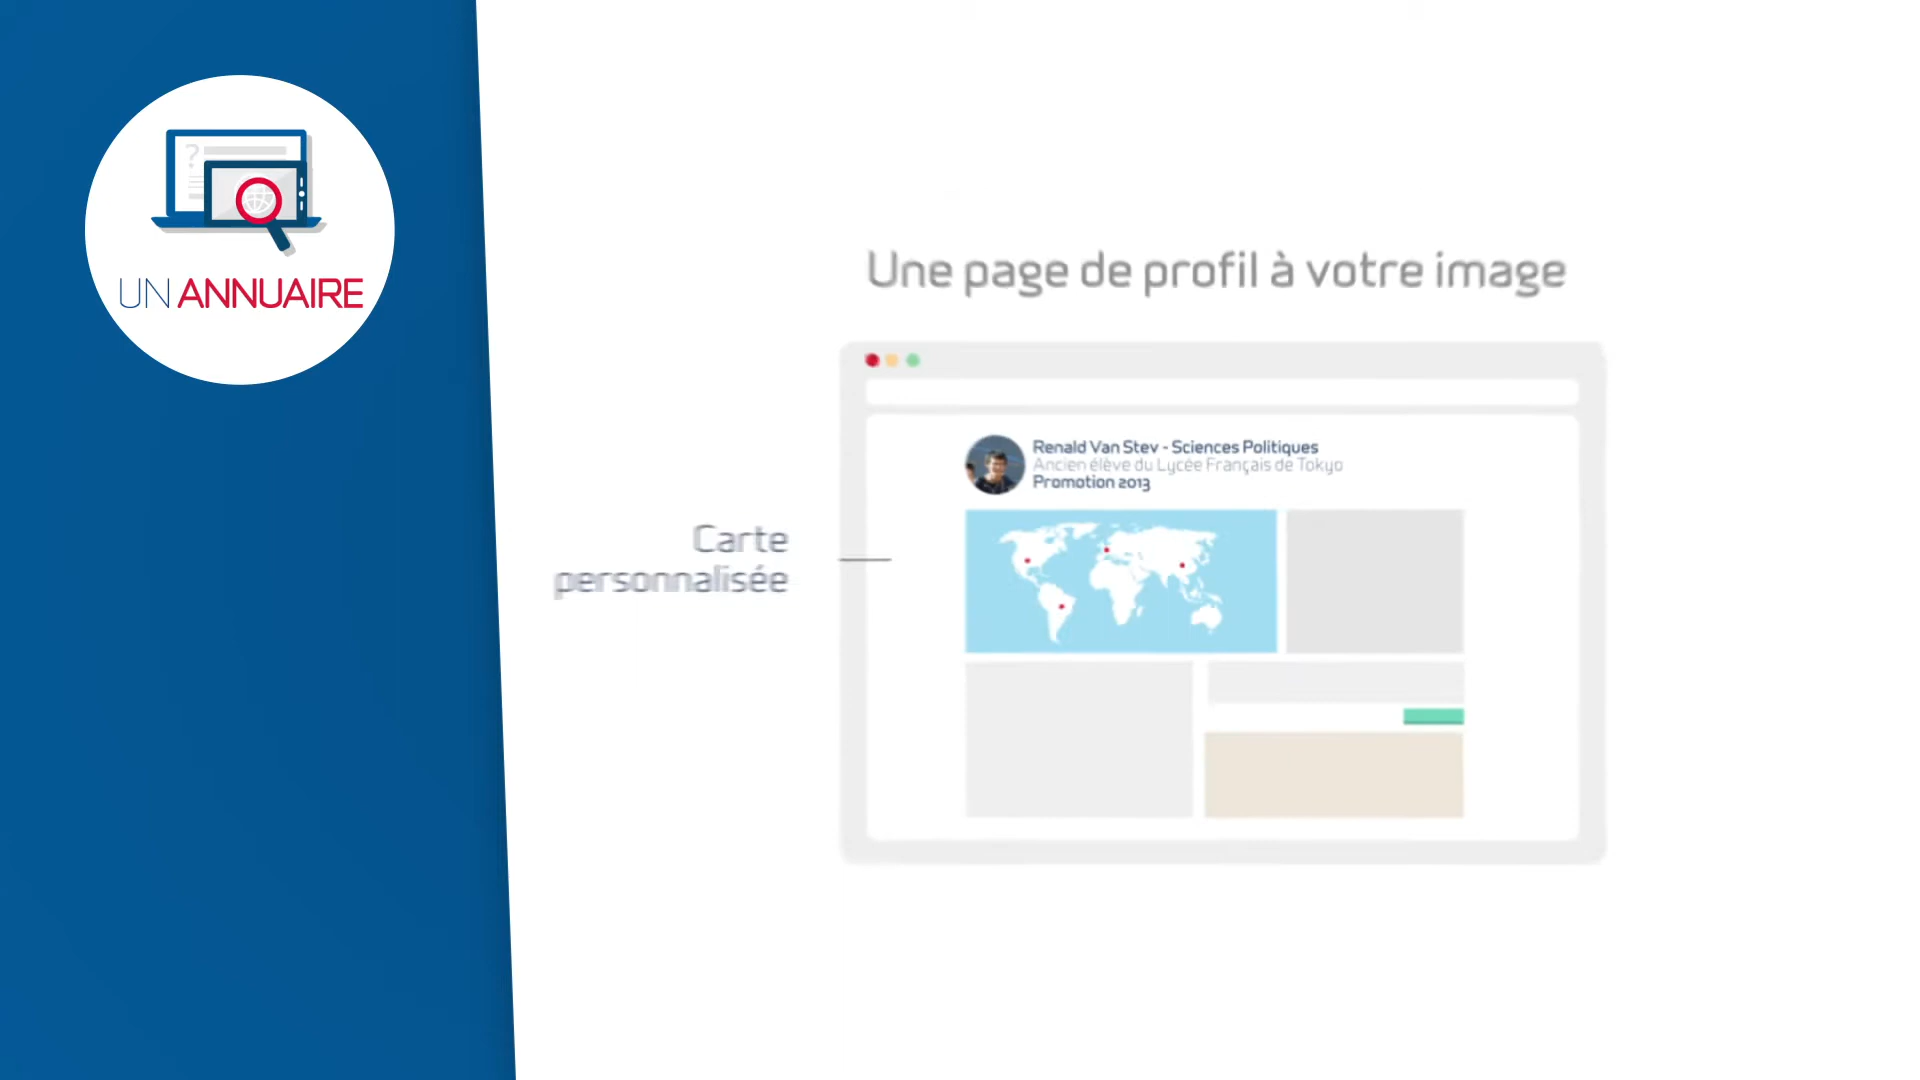 ?
UN ANNUAIRE
Une page de profil à votre image
Renald Van Stev - Sciences Politiques
Ancien élève du Lycée Français de Tokyo
Promotion 2013
Carte
personnalisée